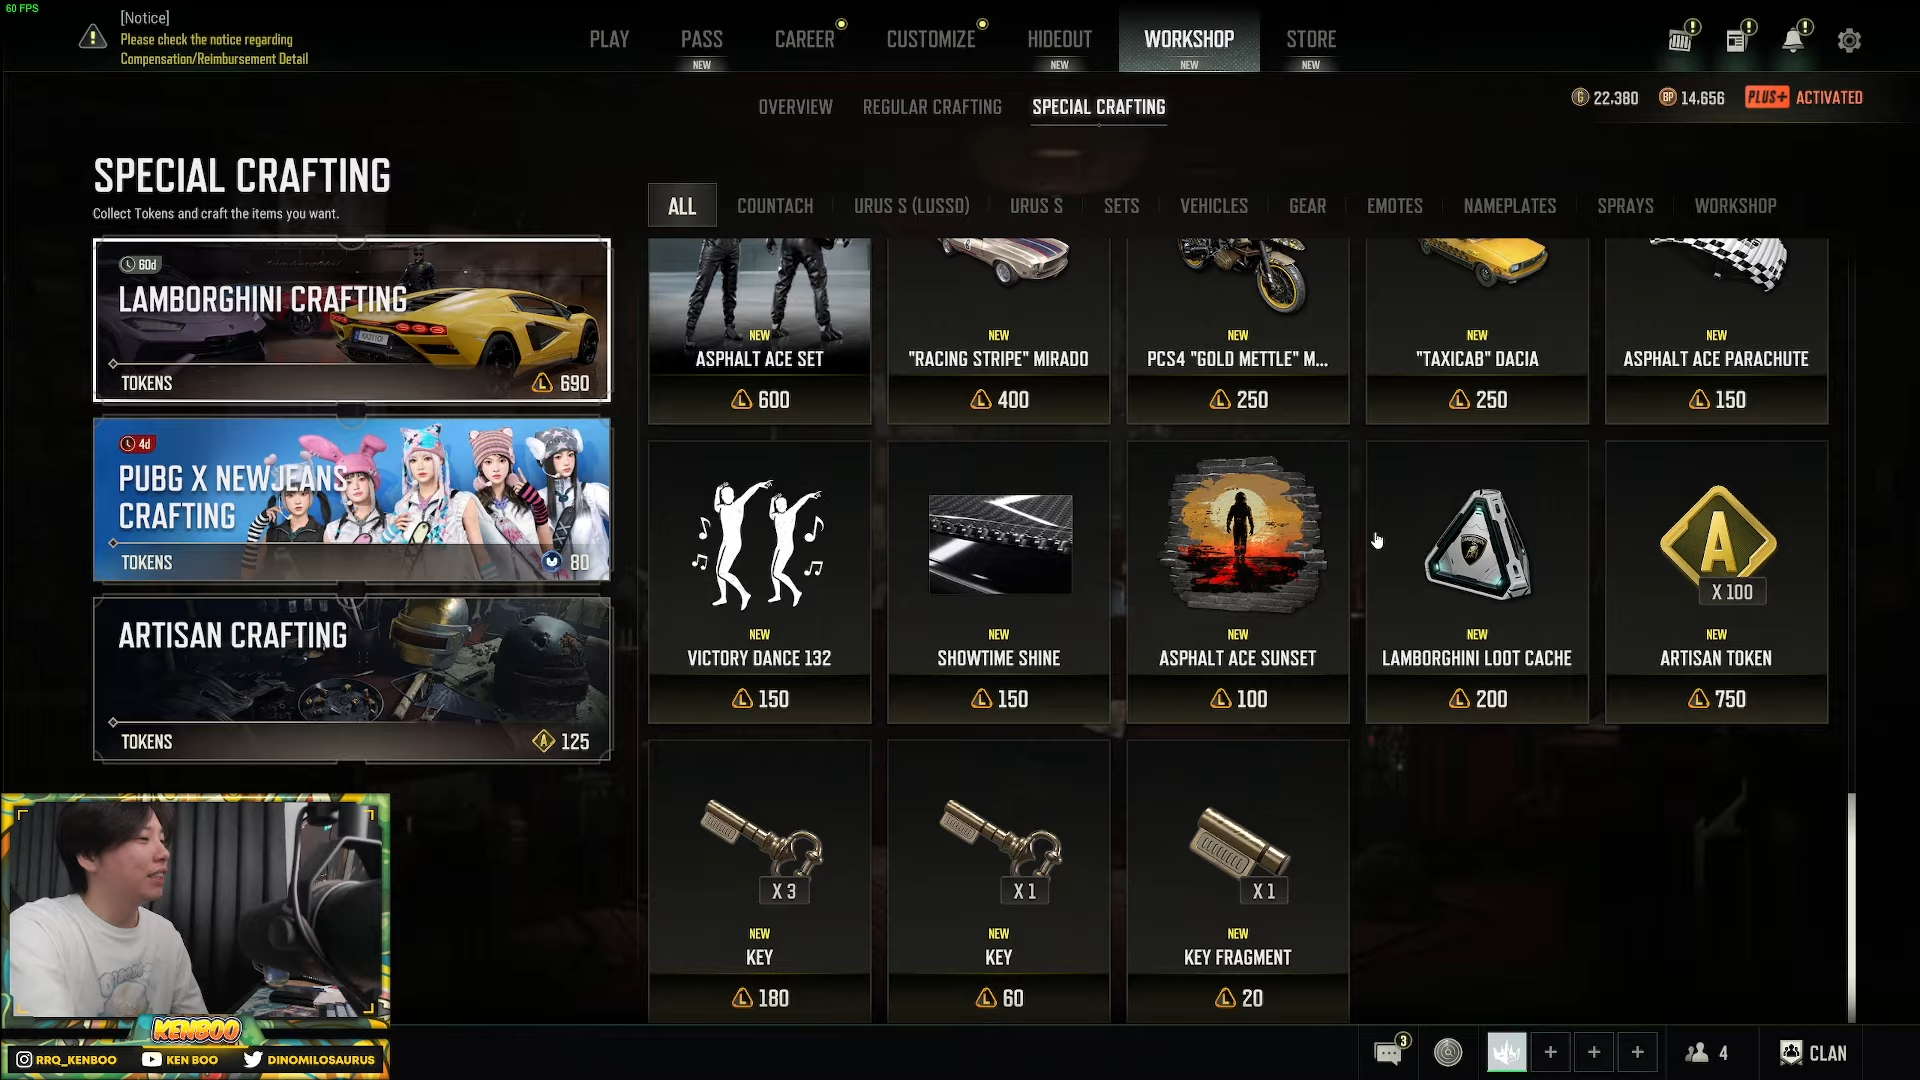 60 FPS
[Notice]
Please check the notice regarding
Compensation/Reimbursement Detail
PLAY
PASS
NEW
CAREER
CUSTOMIZE
HIDEOUT
NEW
WORKSHOP
NEW
STORE
NEW
OVERVIEW
REGULAR CRAFTING
SPECIAL CRAFTING
G 22,380
BP 14,656
PLUS+ ACTIVATED
SPECIAL CRAFTING
Collect Tokens and craft the items you want.
60d
LAMBORGHINI CRAFTING
TOKENS
L 690
4d
PUBG X NEWJEANS
CRAFTING
TOKENS
80
ARTISAN CRAFTING
TOKENS
A 125
ALL
COUNTACH
URUS S (LUSSO)
URUS S
SETS
VEHICLES
GEAR
EMOTES
NAMEPLATES
SPRAYS
WORKSHOP
NEW
ASPHALT ACE SET
L 600
NEW
"RACING STRIPE" MIRADO
L 400
NEW
PCS4 "GOLD METTLE" M...
L 250
NEW
"TAXICAB" DACIA
L 250
NEW
ASPHALT ACE PARACHUTE
L 150
NEW
VICTORY DANCE 132
L 150
NEW
SHOWTIME SHINE
L 150
NEW
ASPHALT ACE SUNSET
L 100
NEW
LAMBORGHINI LOOT CACHE
L 200
A
X 100
NEW
ARTISAN TOKEN
L 750
X 3
NEW
KEY
L 180
X 1
NEW
KEY
L 60
X 1
NEW
KEY FRAGMENT
L 20
KENBOO
RRQ_KENBOO
KEN BOO
DINOMILOSAURUS
3
4
CLAN